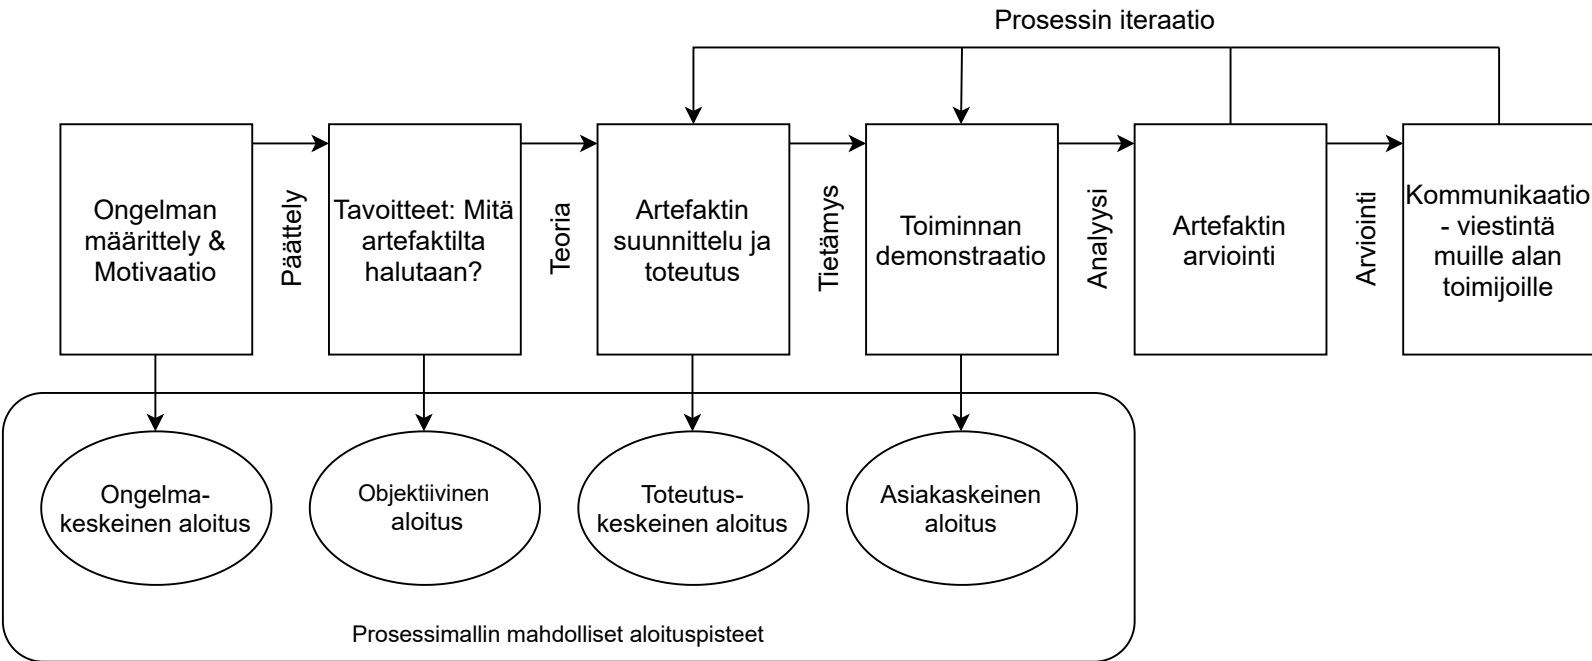 Prosessin iteraatio
Ongelman
määrittely &
Motivaatio
Päättely
Tavoitteet: Mitä
artefaktilta
halutaan?
Teoria
Artefaktin
suunnittelu ja
toteutus
Tietämys
Toiminnan
demonstraatio
Analyysi
Artefaktin
arviointi
Arviointi
Kommunikaatio
- viestintä
muille alan
toimijoille
Ongelma-
keskeinen aloitus
Objektiivinen
aloitus
Toteutus-
keskeinen aloitus
Asiakaskeinen
aloitus
Prosessimallin mahdolliset aloituspisteet